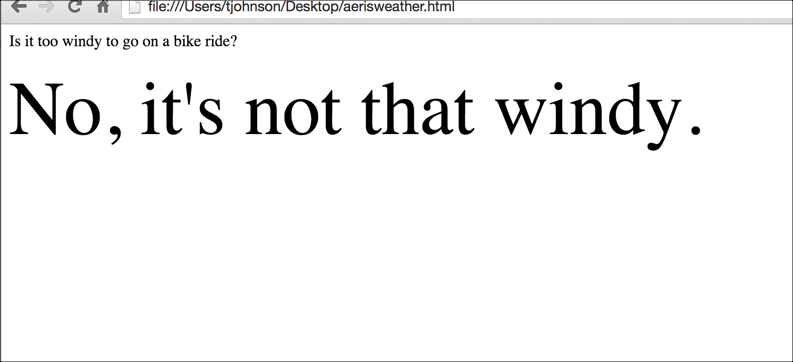 file:///Users/tjohnson/Desktop/aerisweather.html
Is it too windy to go on a bike ride?
No, it's not that windy.